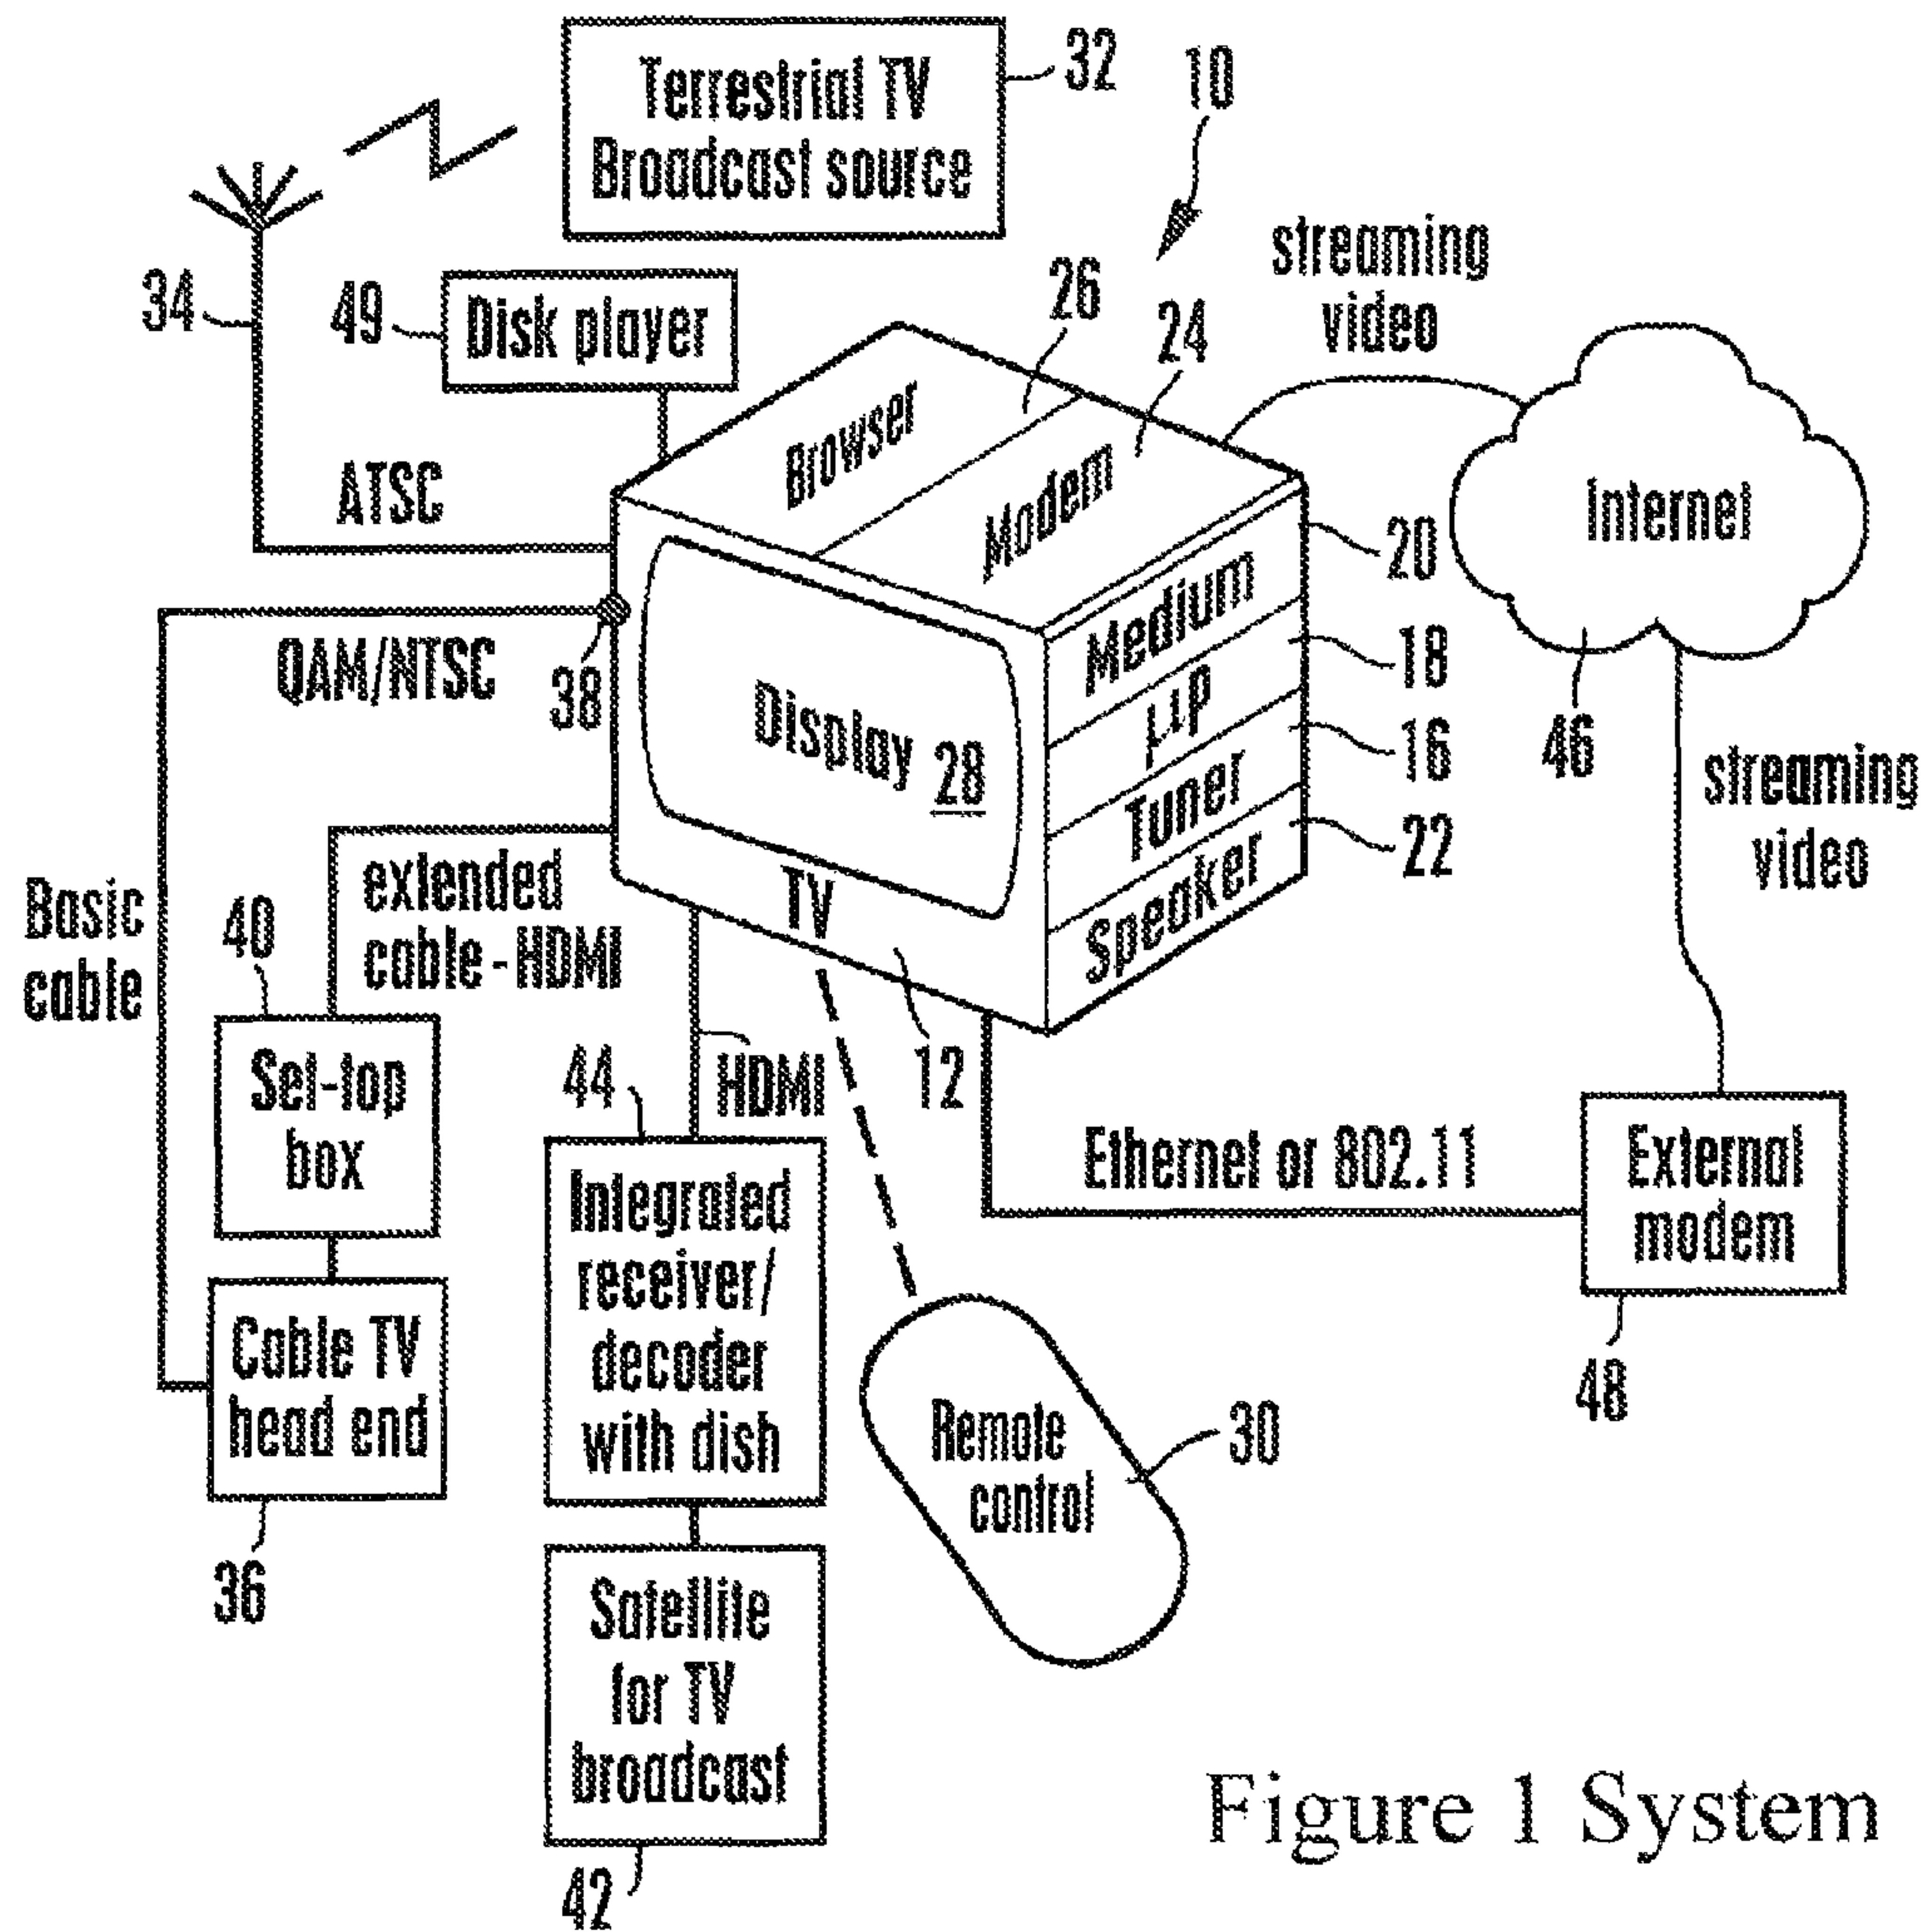 Terrestrial TV
Broadcast source
32
10
34
49
Disk player
26
24
streaming
video
Browser
Modem
Internet
ATSC
20
Medium
QAM/NTSC
38
18
µP
46
Display 28
16
Tuner
streaming
video
22
Speaker
TV
Basic
cable
40
extended
cable - HDMI
12
44
HDMI
Set-top
box
Ethernet or 802.11
External
modem
Integrated
receiver/
decoder
with dish
48
Cable TV
head end
Remote
control
30
36
Satellite
for TV
broadcast
42
Figure 1 System